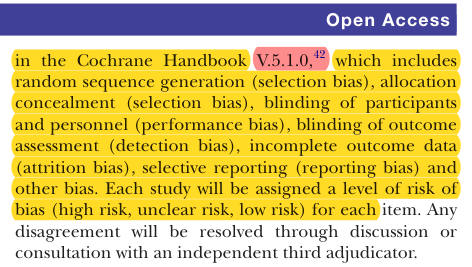 Open Access
in the Cochrane Handbook V.5.1.0,42 which includes
random sequence generation (selection bias), allocation
concealment (selection bias), blinding of participants
and personnel (performance bias), blinding of outcome
assessment (detection bias), incomplete outcome data
(attrition bias), selective reporting (reporting bias) and
other bias. Each study will be assigned a level of risk of
bias (high risk, unclear risk, low risk) for each item. Any
disagreement will be resolved through discussion or
consultation with an independent third adjudicator.